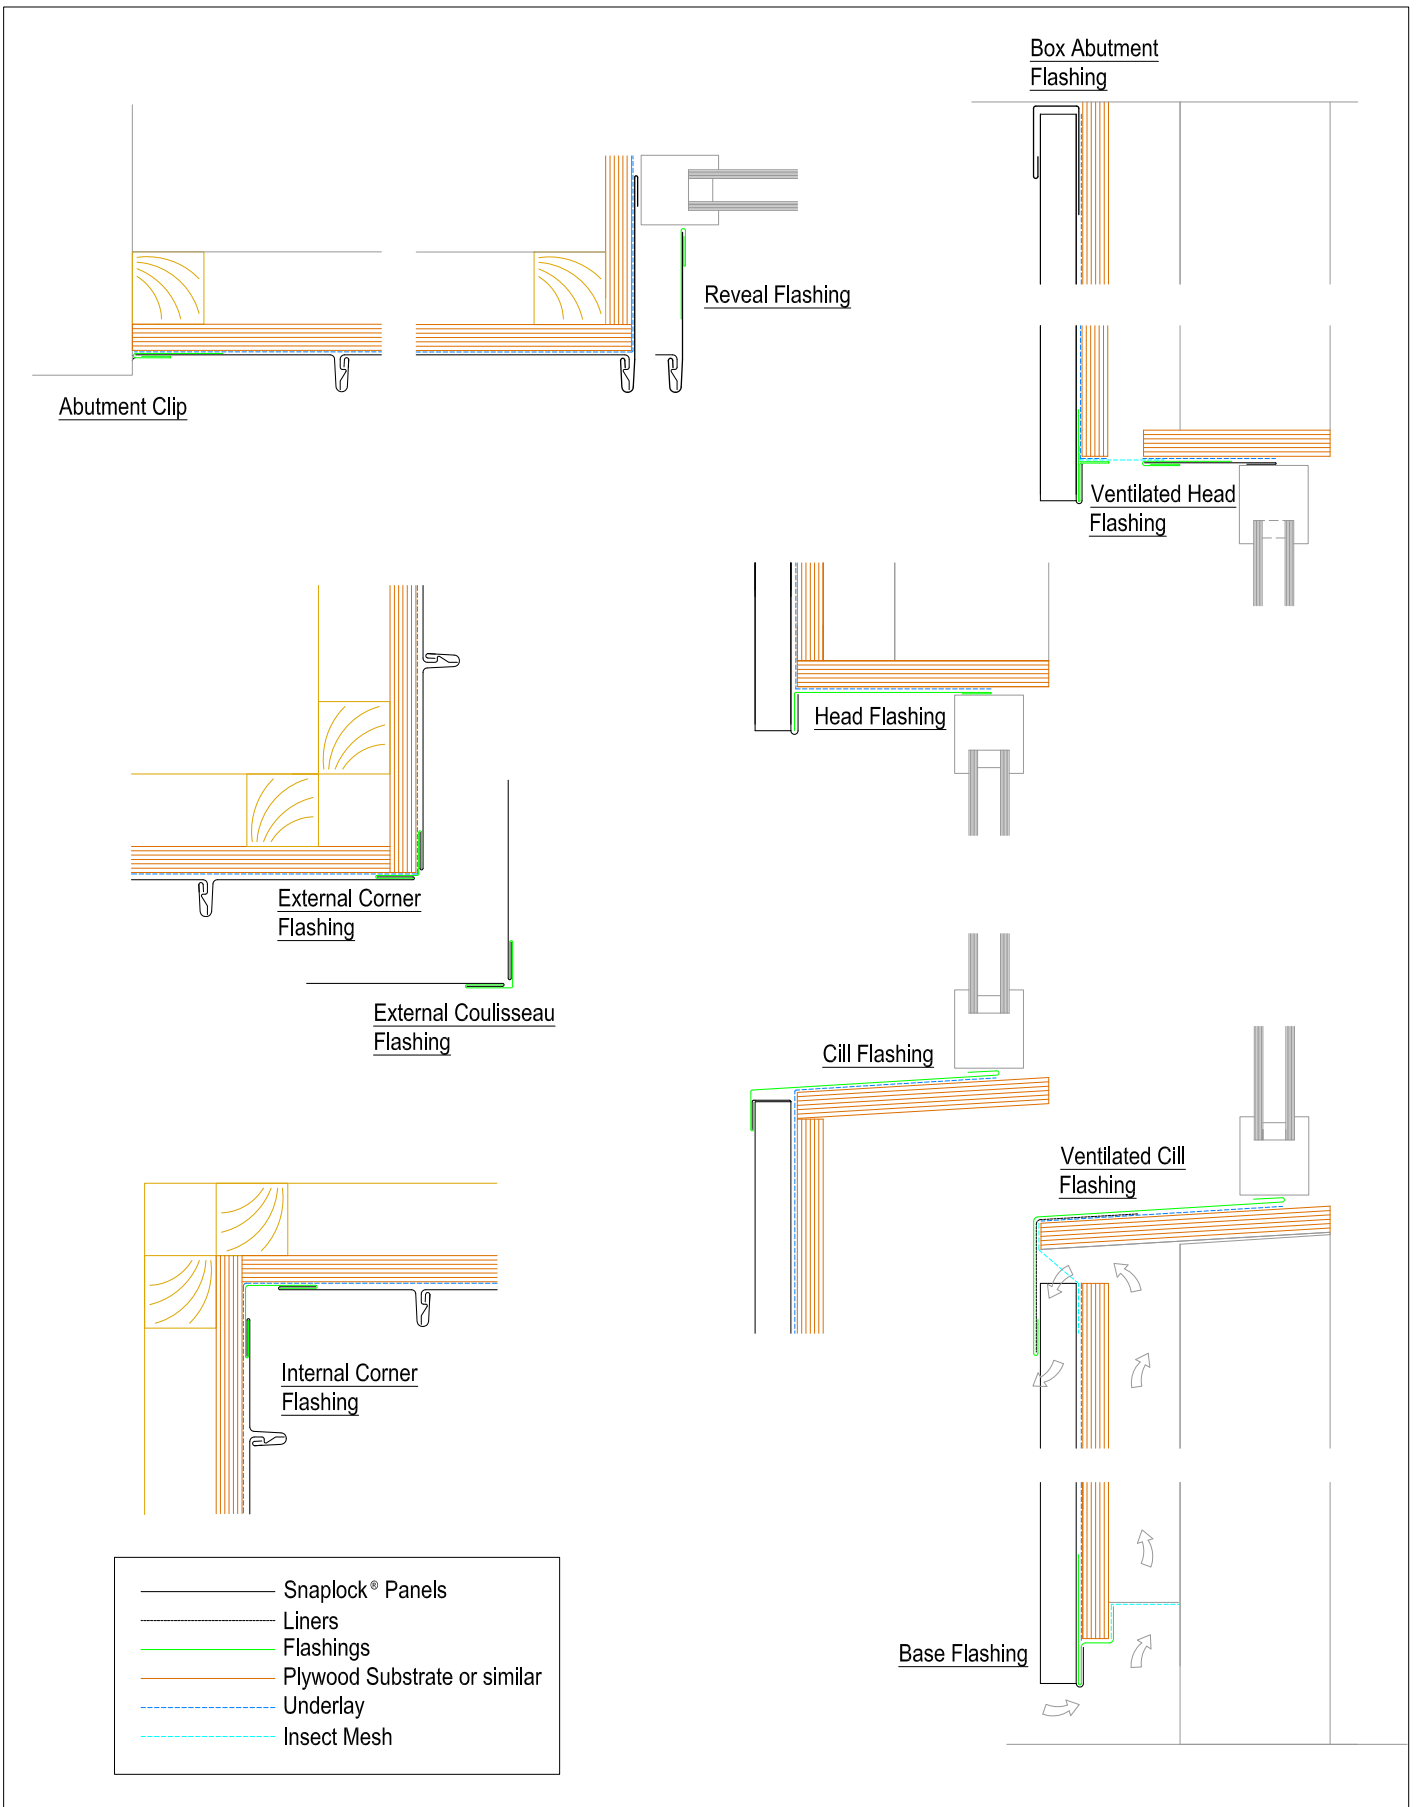 Box Abutment
Flashing
Reveal Flashing
Abutment Clip
Ventilated Head
Flashing
Head Flashing
External Corner
Flashing
External Coulisseau
Flashing
Cill Flashing
Ventilated Cill
Flashing
Internal Corner
Flashing
Snaplock® Panels
Liners
Flashings
Plywood Substrate or similar
Underlay
Insect Mesh
Base Flashing